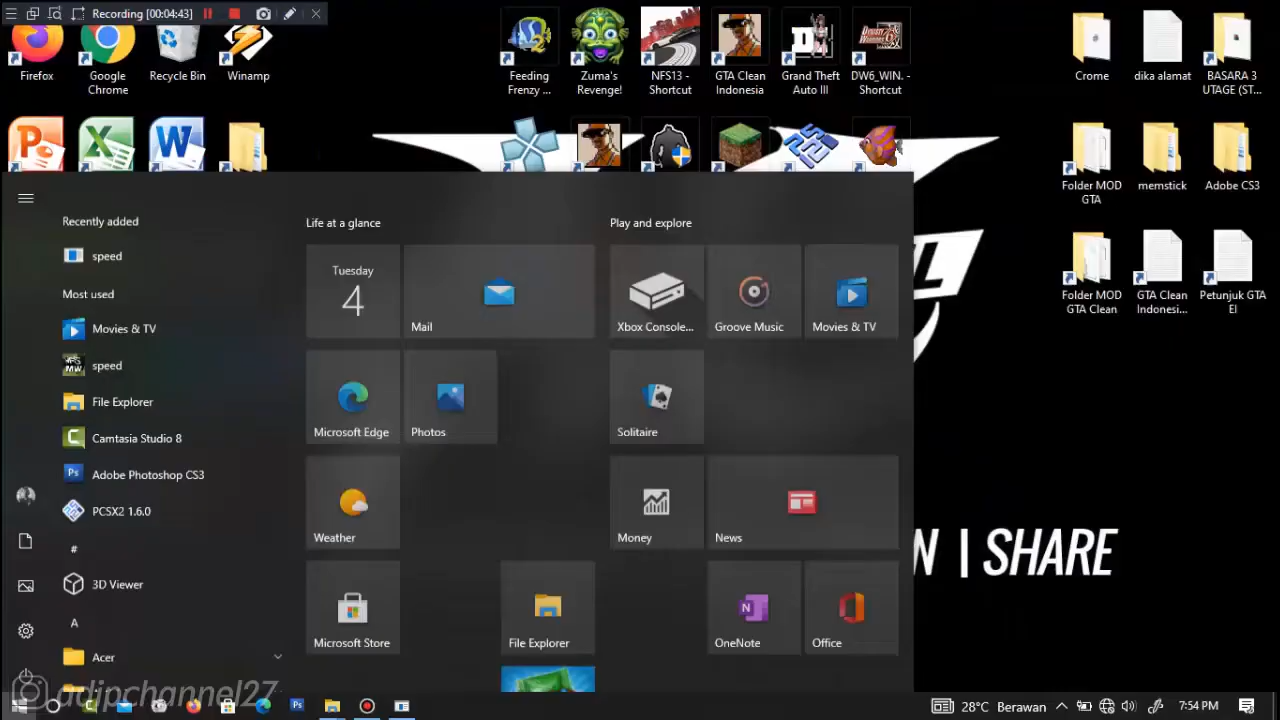 Recording [00:04:43]
Firefox
Google
Chrome
Recycle Bin
Winamp
Feeding
Frenzy ...
Zuma's
Revenge!
NFS13 -
Shortcut
GTA Clean
Indonesia
Grand Theft
Auto III
DW6_WIN. -
Shortcut
Crome
dika alamat
BASARA 3
UTAGE (ST...
Folder MOD
GTA
memstick
Adobe CS3
Folder MOD
GTA Clean
GTA Clean
Indonesi...
Petunjuk GTA
EI
Recently added
speed
Most used
Movies & TV
speed
File Explorer
Camtasia Studio 8
Adobe Photoshop CS3
PCSX2 1.6.0
#
3D Viewer
A
Acer
Life at a glance
Tuesday
4
Mail
Microsoft Edge
Photos
Weather
Microsoft Store
File Explorer
Play and explore
Xbox Console...
Groove Music
Movies & TV
Solitaire
Money
News
OneNote
Office
N | SHARE
adipchannel27
28°C Berawan
7:54 PM